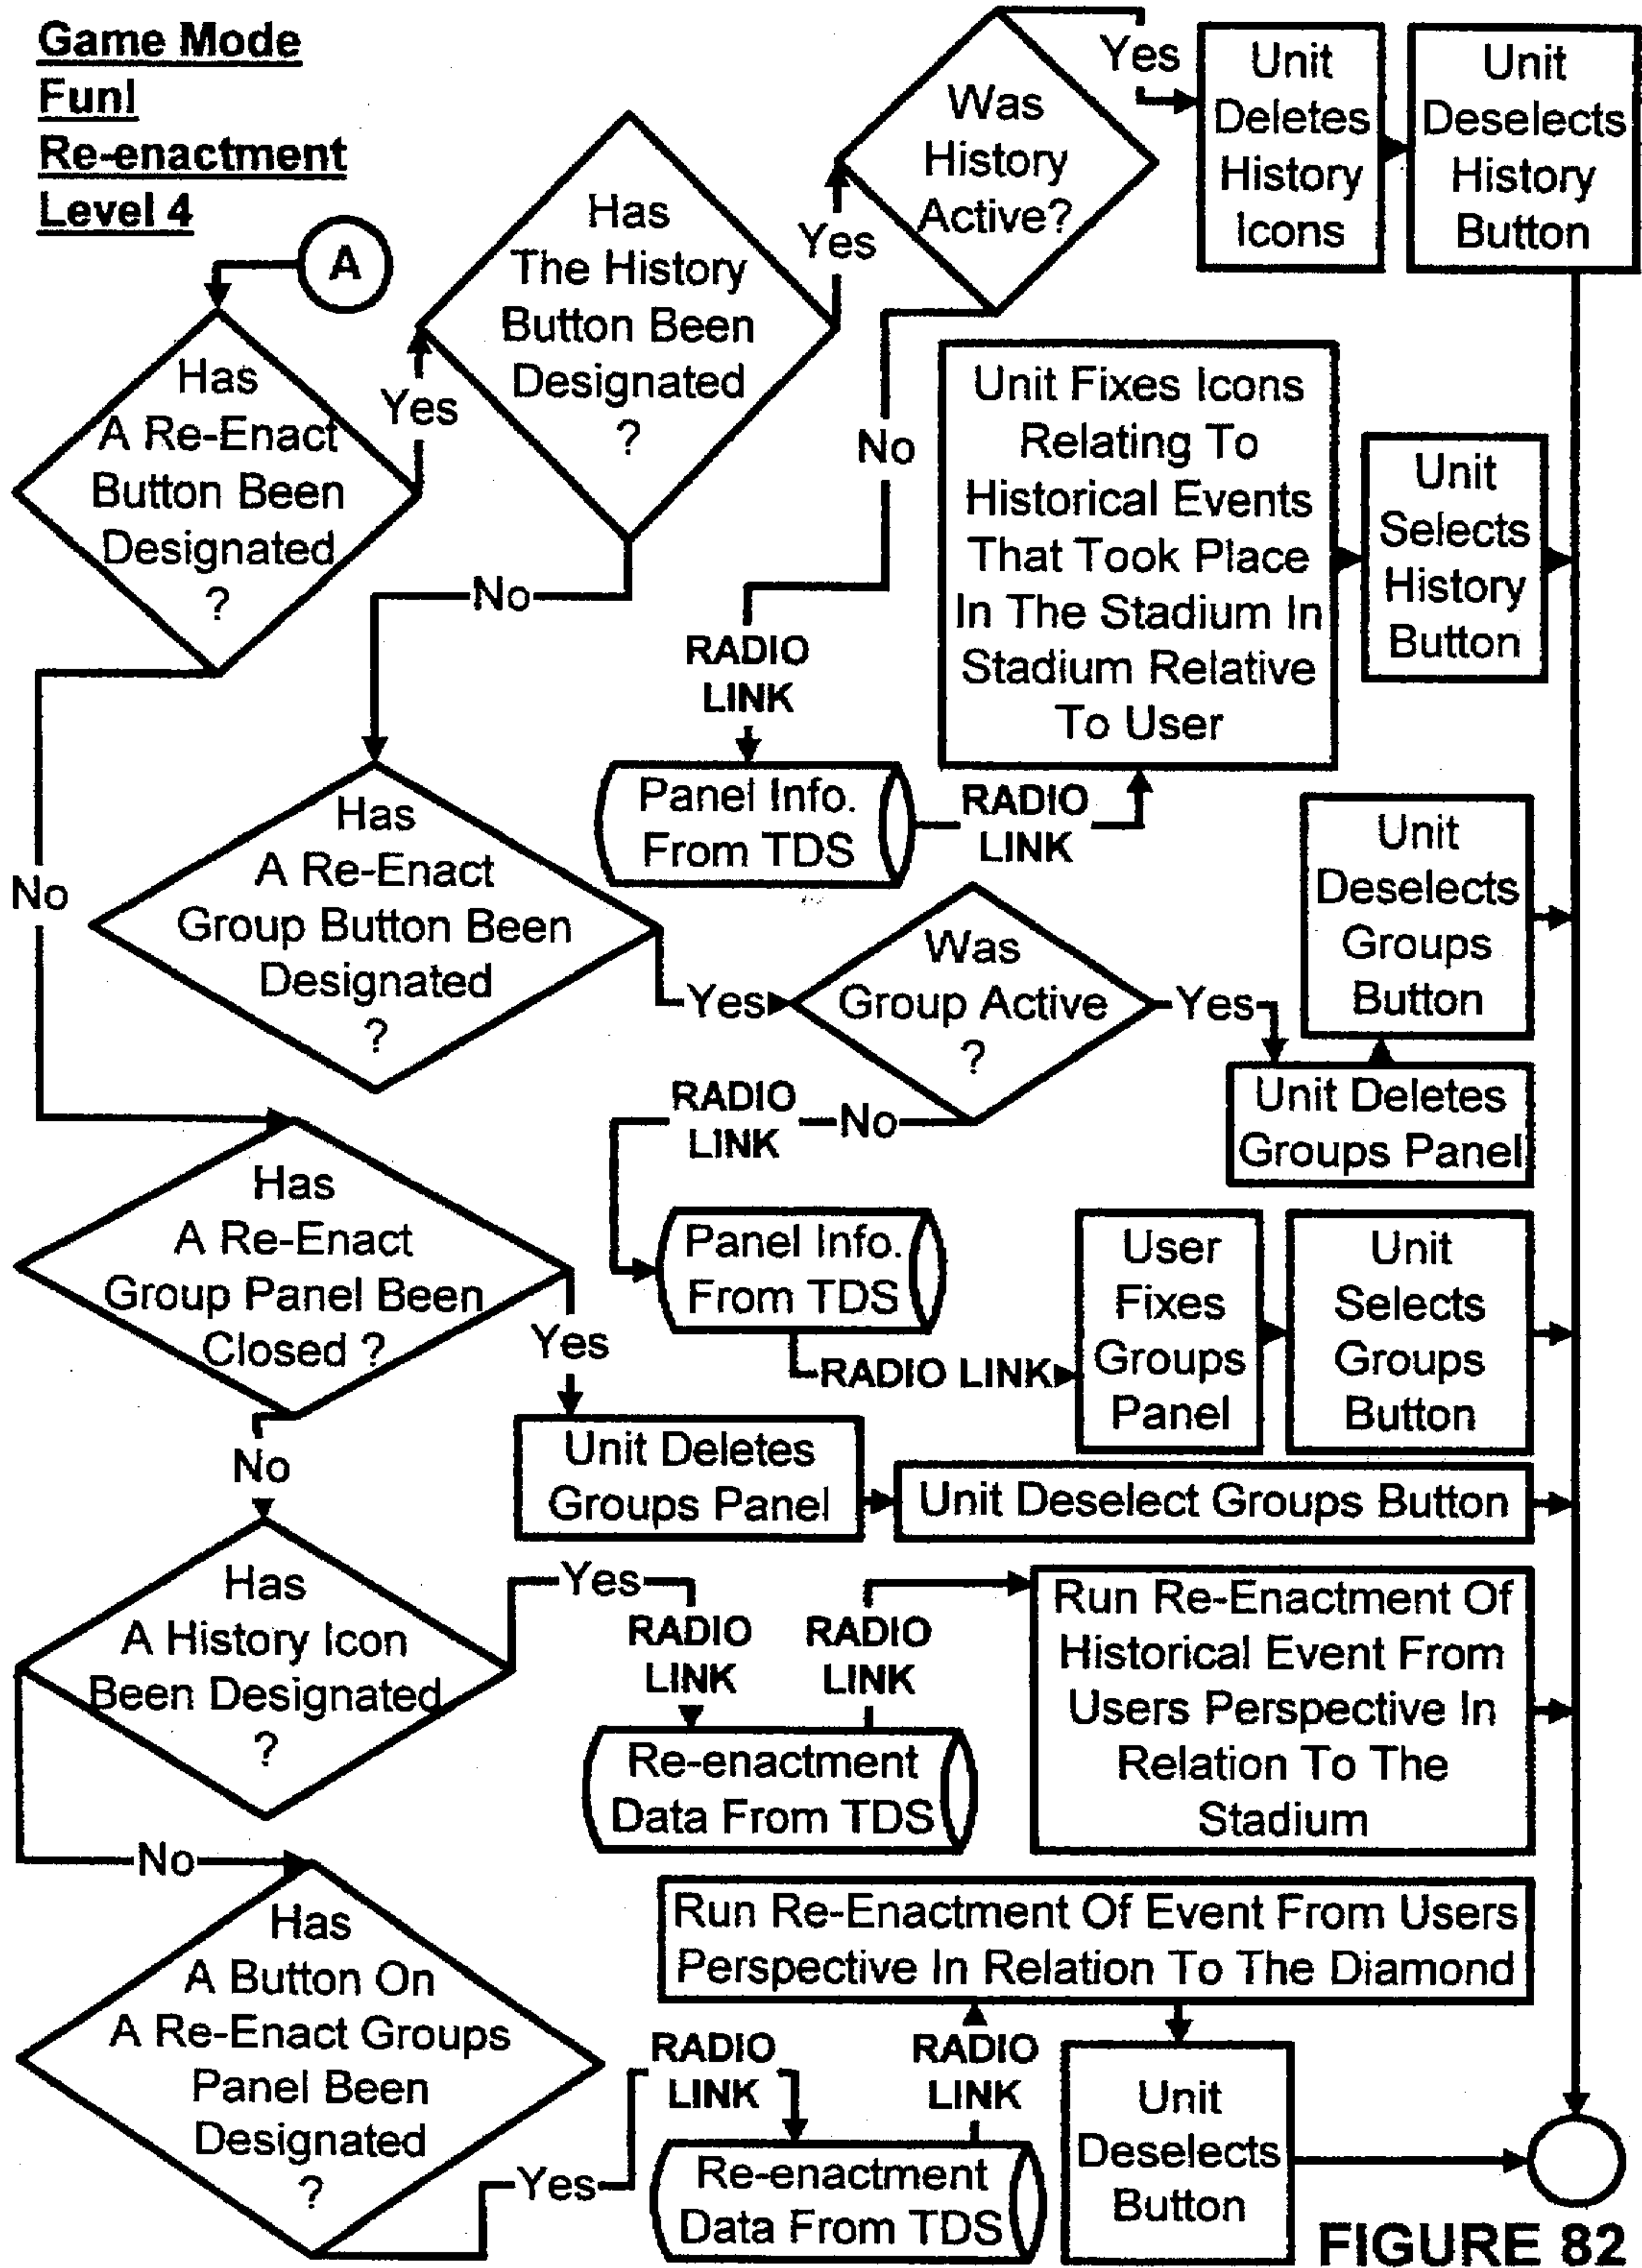 Game Mode
Fun!
Re-enactment
Level 4
A
Has
A Re-Enact
Button Been
Designated
?
Yes
No
Has
The History
Button Been
Designated
?
Yes
No
Was
History
Active?
Yes
No
Unit
Deletes
History
Icons
Unit
Deselects
History
Button
RADIO
LINK
Panel Info.
From TDS
RADIO
LINK
Unit Fixes Icons
Relating To
Historical Events
That Took Place
In The Stadium In
Stadium Relative
To User
Unit
Selects
History
Button
Has
A Re-Enact
Group Button Been
Designated
?
Yes
Was
Group Active
?
Yes
Unit
Deselects
Groups
Button
Unit Deletes
Groups Panel
No
RADIO
LINK
Panel Info.
From TDS
RADIO LINK
User
Fixes
Groups
Panel
Unit
Selects
Groups
Button
Has
A Re-Enact
Group Panel Been
Closed ?
Yes
No
Unit Deletes
Groups Panel
Unit Deselect Groups Button
Has
A History Icon
Been Designated
?
Yes
No
RADIO
LINK
Re-enactment
Data From TDS
RADIO
LINK
Run Re-Enactment Of
Historical Event From
Users Perspective In
Relation To The
Stadium
Has
A Button On
A Re-Enact Groups
Panel Been
Designated
?
Yes
RADIO
LINK
Re-enactment
Data From TDS
RADIO
LINK
Run Re-Enactment Of Event From Users
Perspective In Relation To The Diamond
Unit
Deselects
Button
FIGURE 82